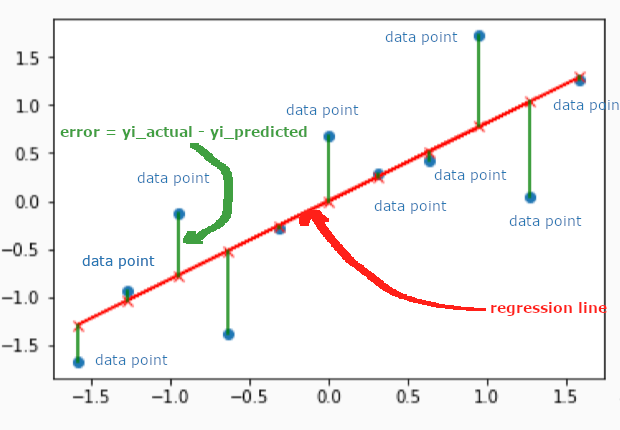 data point
1.5
data point
1.0
data poin
error = yi_actual - yi_predicted
0.5
data point
data point
0.0
data point
data point
−0.5
data point
−1.0
regression line
−1.5
data point
−1.5 −1.0 −0.5 0.0 0.5 1.0 1.5